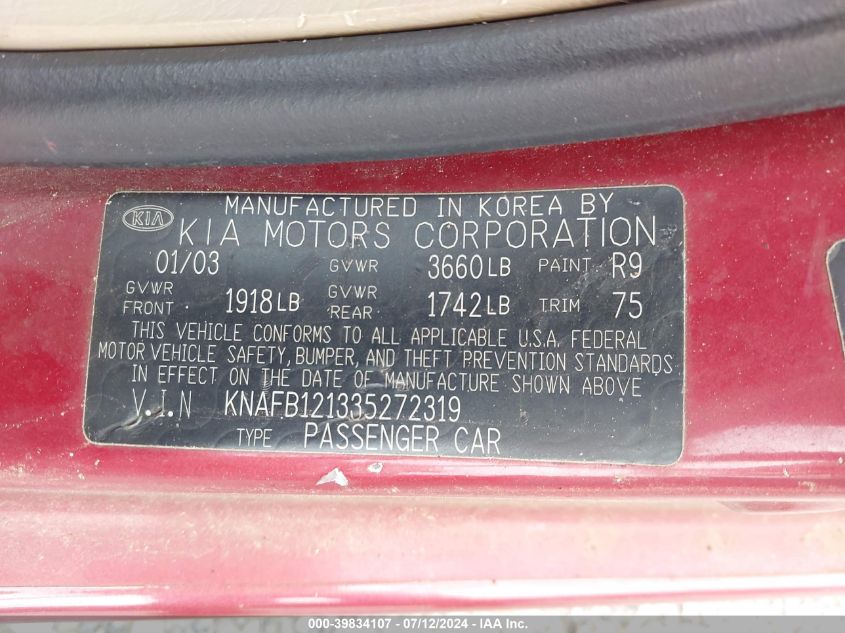 MANUFACTURED IN KOREA BY
KIA KIA MOTORS CORPORATION
01/03 GVWR 3660LB PAINT R9
GVWR FRONT 1918LB GVWR REAR 1742LB TRIM 75
THIS VEHICLE CONFORMS TO ALL APPLICABLE U.S.A. FEDERAL
MOTOR VEHICLE SAFETY, BUMPER, AND THEFT PREVENTION STANDARDS
IN EFFECT ON THE DATE OF MANUFACTURE SHOWN ABOVE
V.I.N KNAFB121335272319
TYPE PASSENGER CAR
000-39834107 - 07/12/2024 - IAAI.COM